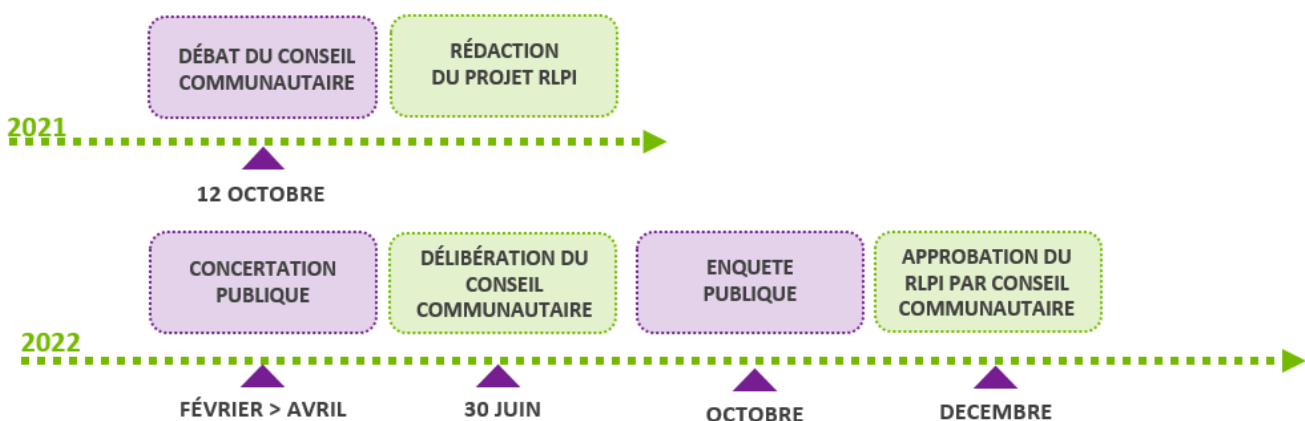 DÉBAT DU CONSEIL
COMMUNAUTAIRE
RÉDACTION
DU PROJET RLPI
2021
12 OCTOBRE
CONCERTATION
PUBLIQUE
DÉLIBÉRATION DU
CONSEIL
COMMUNAUTAIRE
ENQUETE
PUBLIQUE
APPROBATION DU
RLPI PAR CONSEIL
COMMUNAUTAIRE
2022
FÉVRIER > AVRIL
30 JUIN
OCTOBRE
DECEMBRE